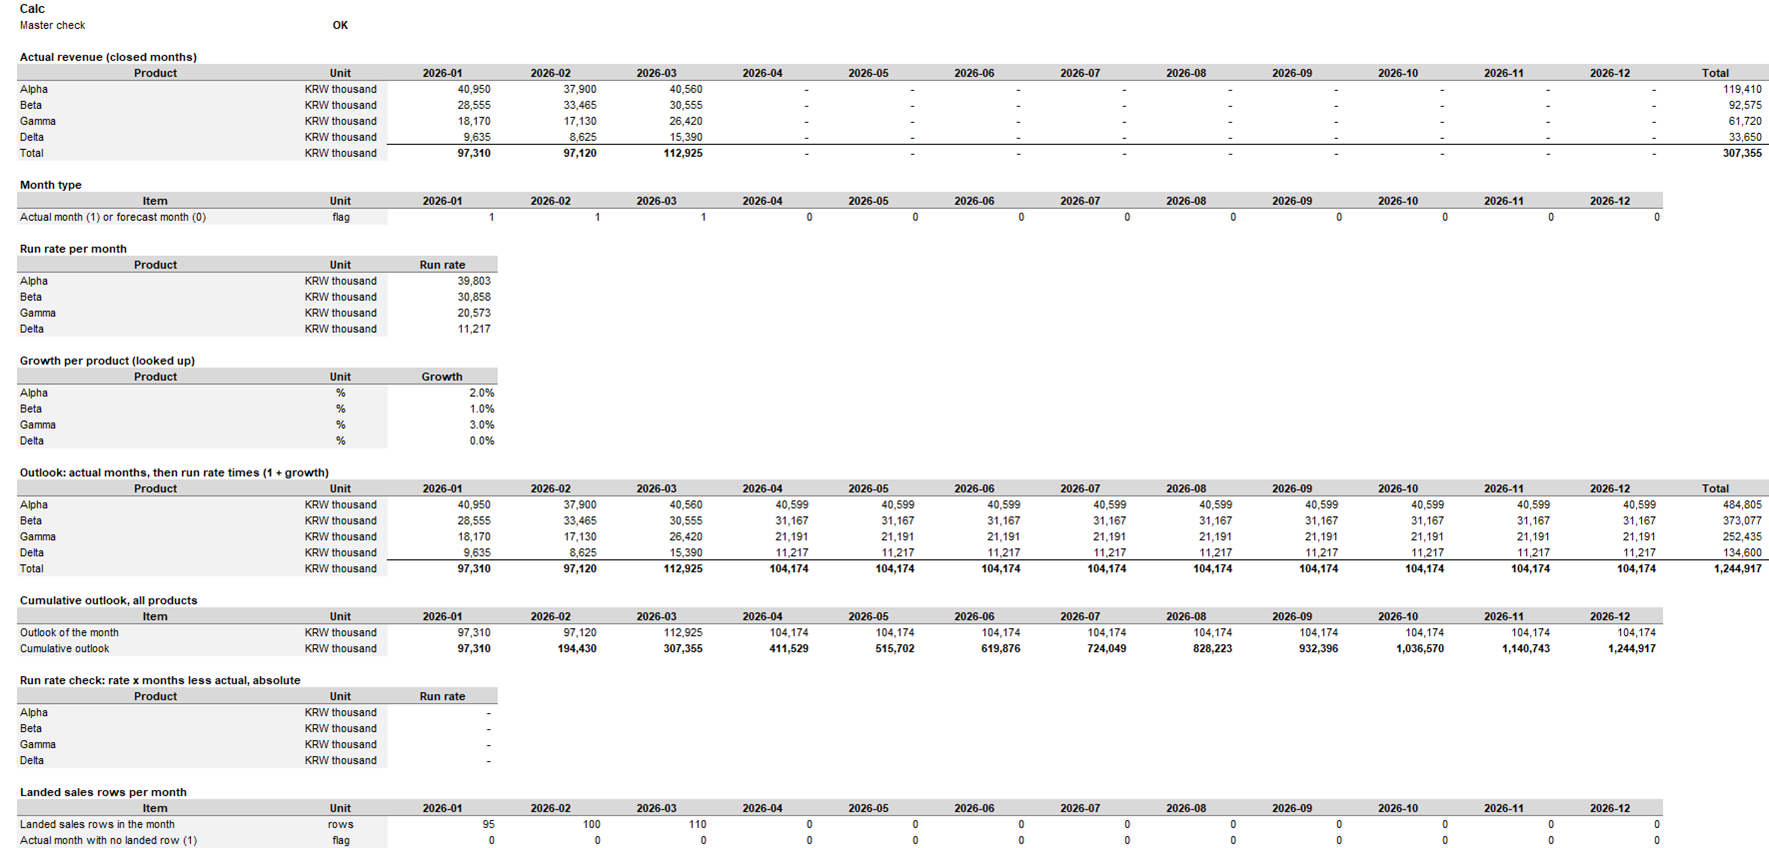 Calc
Master check OK
Actual revenue (closed months)
Product Unit 2026-01 2026-02 2026-03 2026-04 2026-05 2026-06 2026-07 2026-08 2026-09 2026-10 2026-11 2026-12 Total
Alpha KRW thousand 40,950 37,900 40,560 - - - - - - - - - 119,410
Beta KRW thousand 28,555 33,465 30,555 - - - - - - - - - 92,575
Gamma KRW thousand 18,170 17,130 26,420 - - - - - - - - - 61,720
Delta KRW thousand 9,635 8,625 15,390 - - - - - - - - - 33,650
Total KRW thousand 97,310 97,120 112,925 - - - - - - - - - 307,355
Month type
Item Unit 2026-01 2026-02 2026-03 2026-04 2026-05 2026-06 2026-07 2026-08 2026-09 2026-10 2026-11 2026-12
Actual month (1) or forecast month (0) flag 1 1 1 0 0 0 0 0 0 0 0 0
Run rate per month
Product Unit Run rate
Alpha KRW thousand 39,803
Beta KRW thousand 30,858
Gamma KRW thousand 20,573
Delta KRW thousand 11,217
Growth per product (looked up)
Product Unit Growth
Alpha % 2.0%
Beta % 1.0%
Gamma % 3.0%
Delta % 0.0%
Outlook: actual months, then run rate times (1 + growth)
Product Unit 2026-01 2026-02 2026-03 2026-04 2026-05 2026-06 2026-07 2026-08 2026-09 2026-10 2026-11 2026-12 Total
Alpha KRW thousand 40,950 37,900 40,560 40,599 40,599 40,599 40,599 40,599 40,599 40,599 40,599 40,599 484,805
Beta KRW thousand 28,555 33,465 30,555 31,167 31,167 31,167 31,167 31,167 31,167 31,167 31,167 31,167 373,077
Gamma KRW thousand 18,170 17,130 26,420 21,191 21,191 21,191 21,191 21,191 21,191 21,191 21,191 21,191 252,435
Delta KRW thousand 9,635 8,625 15,390 11,217 11,217 11,217 11,217 11,217 11,217 11,217 11,217 11,217 134,600
Total KRW thousand 97,310 97,120 112,925 104,174 104,174 104,174 104,174 104,174 104,174 104,174 104,174 104,174 1,244,917
Cumulative outlook, all products
Item Unit 2026-01 2026-02 2026-03 2026-04 2026-05 2026-06 2026-07 2026-08 2026-09 2026-10 2026-11 2026-12
Outlook of the month KRW thousand 97,310 97,120 112,925 104,174 104,174 104,174 104,174 104,174 104,174 104,174 104,174 104,174
Cumulative outlook KRW thousand 97,310 194,430 307,355 411,529 515,702 619,876 724,049 828,223 932,396 1,036,570 1,140,743 1,244,917
Run rate check: rate x months less actual, absolute
Product Unit Run rate
Alpha KRW thousand -
Beta KRW thousand -
Gamma KRW thousand -
Delta KRW thousand -
Landed sales rows per month
Item Unit 2026-01 2026-02 2026-03 2026-04 2026-05 2026-06 2026-07 2026-08 2026-09 2026-10 2026-11 2026-12
Landed sales rows in the month rows 95 100 110 0 0 0 0 0 0 0 0 0
Actual month with no landed row (1) flag 0 0 0 0 0 0 0 0 0 0 0 0